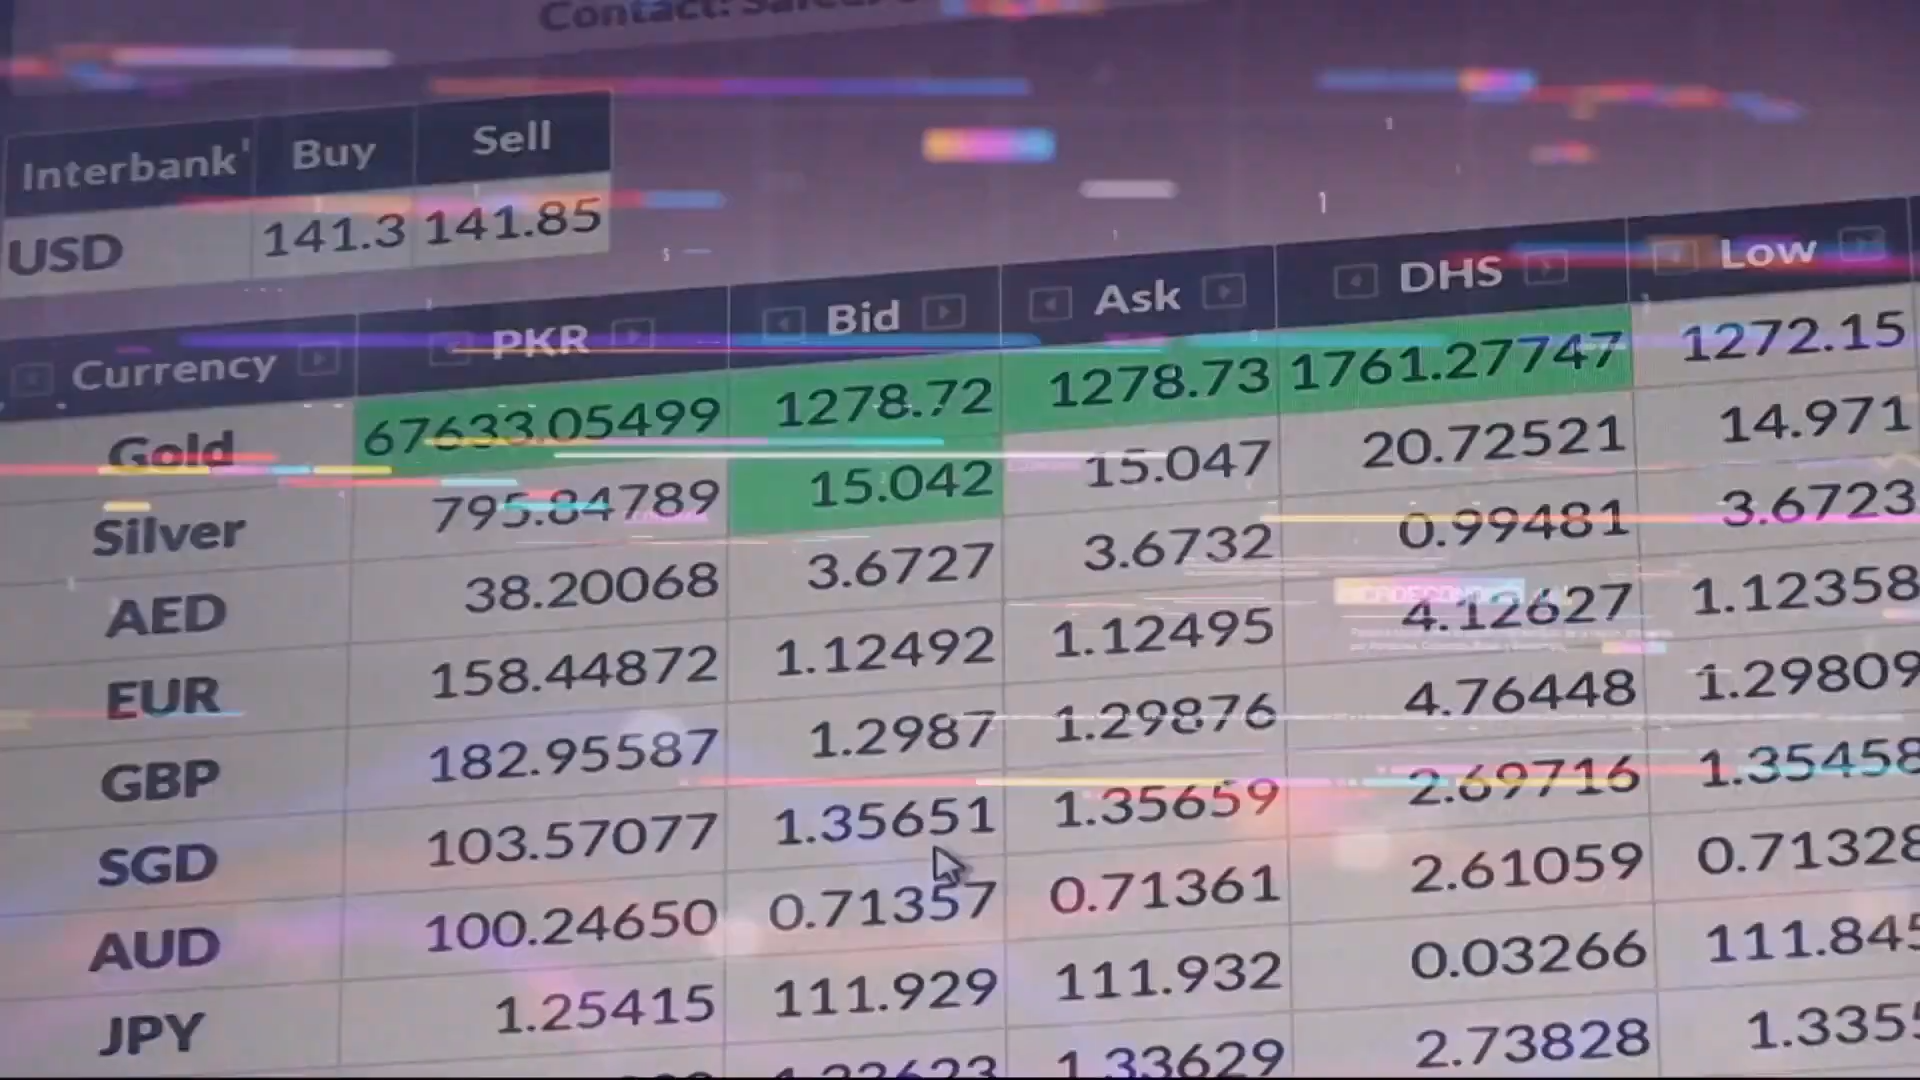 Contact:
Interbank' Buy Sell
USD 141.3 141.85
Currency PKR Bid Ask DHS Low
Gold 67633.05499 1278.72 1278.73 1761.27747 1272.15
Silver 795.84789 15.042 15.047 20.72521 14.971
AED 38.20068 3.6727 3.6732 0.99481 3.6723
EUR 158.44872 1.12492 1.12495 4.12627 1.12358
GBP 182.95587 1.2987 1.29876 4.76448 1.29809
SGD 103.57077 1.35651 1.35659 2.69716 1.35458
AUD 100.24650 0.71357 0.71361 2.61059 0.71328
JPY 1.25415 111.929 111.932 0.03266 111.845
1.33629 2.73828 1.335